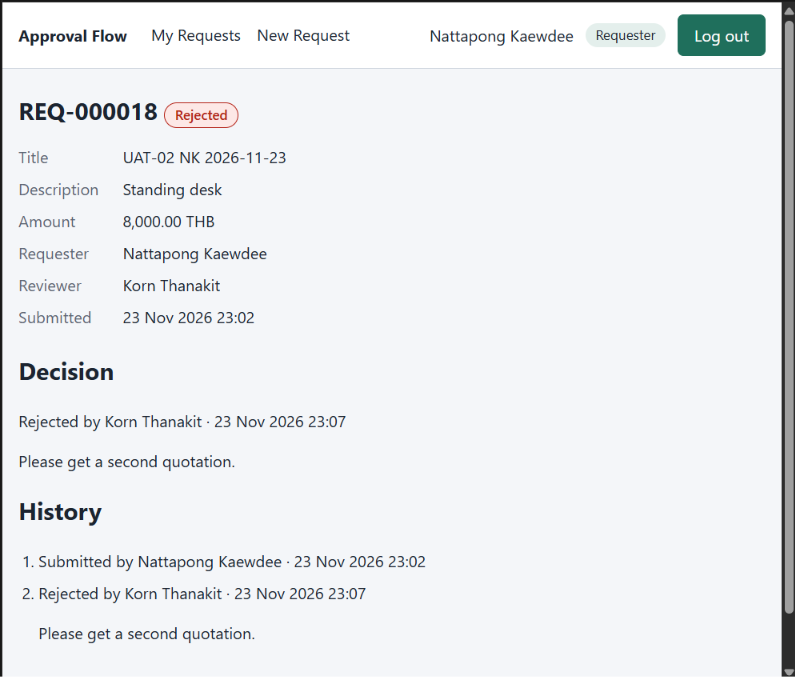 Approval Flow My Requests New Request Nattapong Kaewdee Requester Log out
REQ-000018 Rejected
Title UAT-02 NK 2026-11-23
Description Standing desk
Amount 8,000.00 THB
Requester Nattapong Kaewdee
Reviewer Korn Thanakit
Submitted 23 Nov 2026 23:02
Decision
Rejected by Korn Thanakit · 23 Nov 2026 23:07
Please get a second quotation.
History
1. Submitted by Nattapong Kaewdee · 23 Nov 2026 23:02
2. Rejected by Korn Thanakit · 23 Nov 2026 23:07
Please get a second quotation.